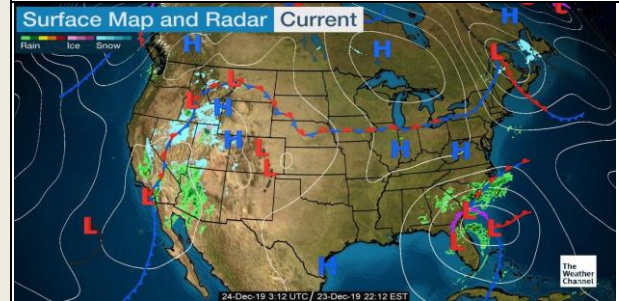 Surface Map and Radar Current
Rain Ice Snow
H
H
H
L
L
L
L
H
H
L
L
H
H
L
L
L
L
L
H
24-Dec-19 3:12 UTC / 23-Dec-19 22:12 EST
The
Weather
Channel